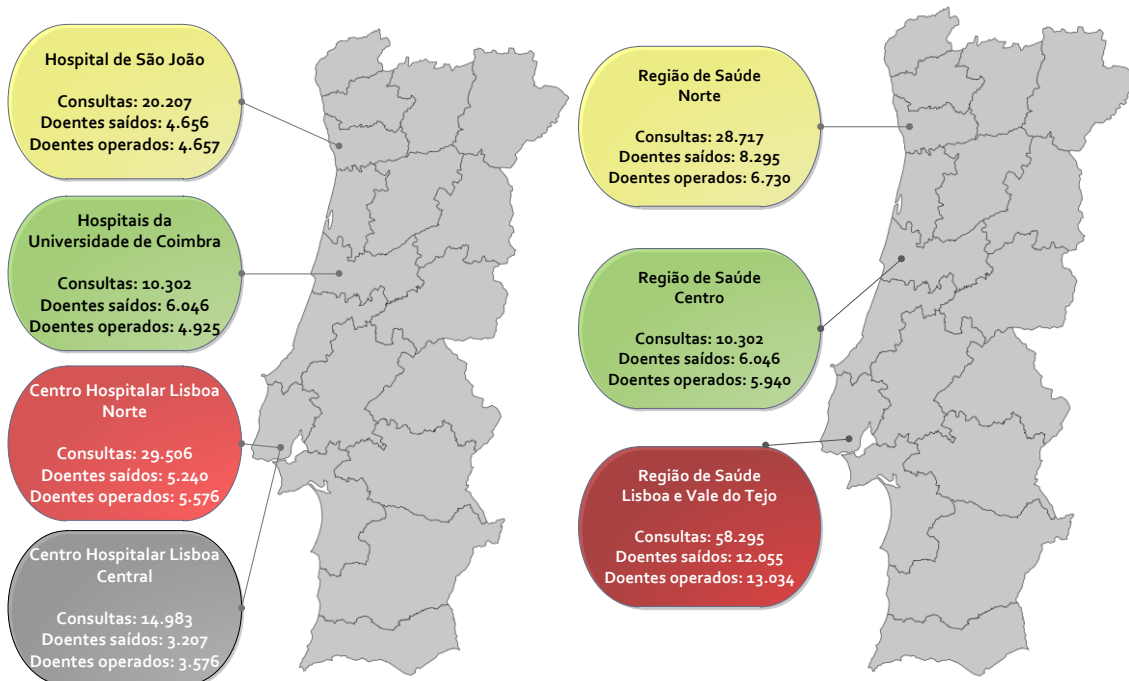 Hospital de São João
Consultas: 20.207
Doentes saídos: 4.656
Doentes operados: 4.657
Hospitais da
Universidade de Coimbra
Consultas: 10.302
Doentes saídos: 6.046
Doentes operados: 4.925
Centro Hospitalar Lisboa
Norte
Consultas: 29.506
Doentes saídos: 5.240
Doentes operados: 5.576
Centro Hospitalar Lisboa
Central
Consultas: 14.983
Doentes saídos: 3.207
Doentes operados: 3.576
Região de Saúde
Norte
Consultas: 28.717
Doentes saídos: 8.295
Doentes operados: 6.730
Região de Saúde
Centro
Consultas: 10.302
Doentes saídos: 6.046
Doentes operados: 5.940
Região de Saúde
Lisboa e Vale do Tejo
Consultas: 58.295
Doentes saídos: 12.055
Doentes operados: 13.034